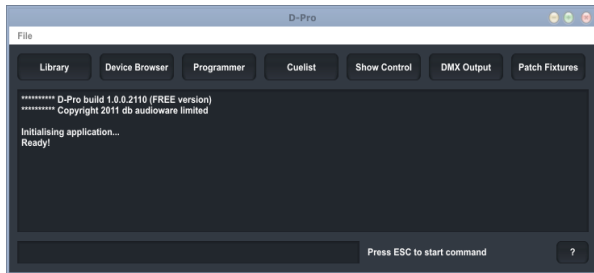 D-Pro
File
Library Device Browser Programmer Cuelist Show Control DMX Output Patch Fixtures
********** D-Pro build 1.0.0.2110 (FREE version)
********** Copyright 2011 db audioware limited
Initialising application...
Ready!
Press ESC to start command ?